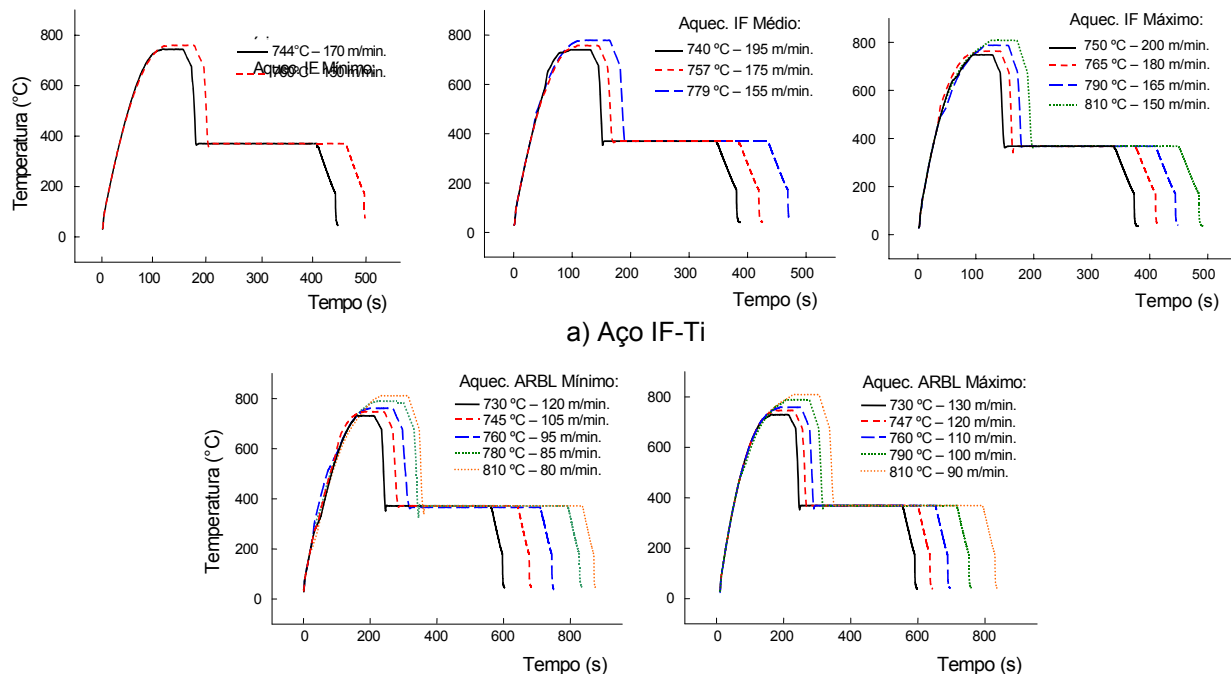 Aquec. IF Mínimo:
744°C – 170 m/min.
760°C – 150 m/min.
Temperatura (°C)
800
600
400
200
0
0 100 200 300 400 500
Tempo (s)
Aquec. IF Médio:
740 ºC – 195 m/min.
757 ºC – 175 m/min.
779 ºC – 155 m/min.
800
600
400
200
0
0 100 200 300 400 500
Tempo (s)
Aquec. IF Máximo:
750 ºC – 200 m/min.
765 ºC – 180 m/min.
790 ºC – 165 m/min.
810 ºC – 150 m/min.
800
600
400
200
0
0 100 200 300 400 500
Tempo (s)
a) Aço IF-Ti
Aquec. ARBL Mínimo:
730 ºC – 120 m/min.
745 ºC – 105 m/min.
760 ºC – 95 m/min.
780 ºC – 85 m/min.
810 ºC – 80 m/min.
Temperatura (°C)
800
600
400
200
0
0 200 400 600 800
Tempo (s)
Aquec. ARBL Máximo:
730 ºC – 130 m/min.
747 ºC – 120 m/min.
760 ºC – 110 m/min.
790 ºC – 100 m/min.
810 ºC – 90 m/min.
800
600
400
200
0
0 200 400 600 800
Tempo (s)